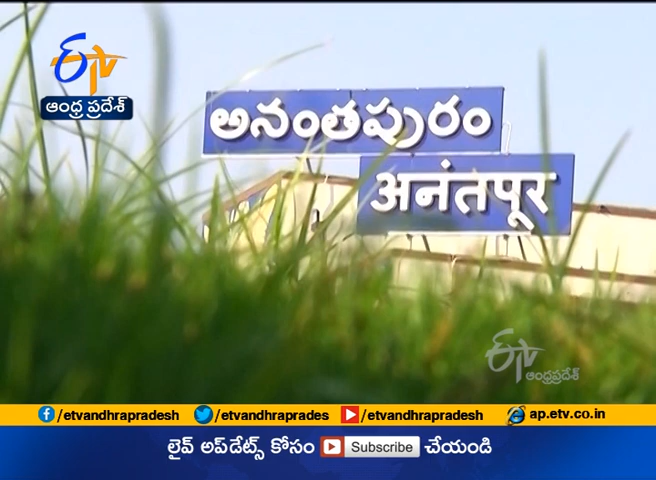 etv
ఆంధ్ర ప్రదేశ్
అనంతపురం
अनंतपूर
etv
ఆంధ్రప్రదేశ్
/etvandhrapradesh /etvandhraprades /etvandhrapradesh ap.etv.co.in
లైవ్ అప్‌డేట్స్ కోసం Subscribe చేయండి